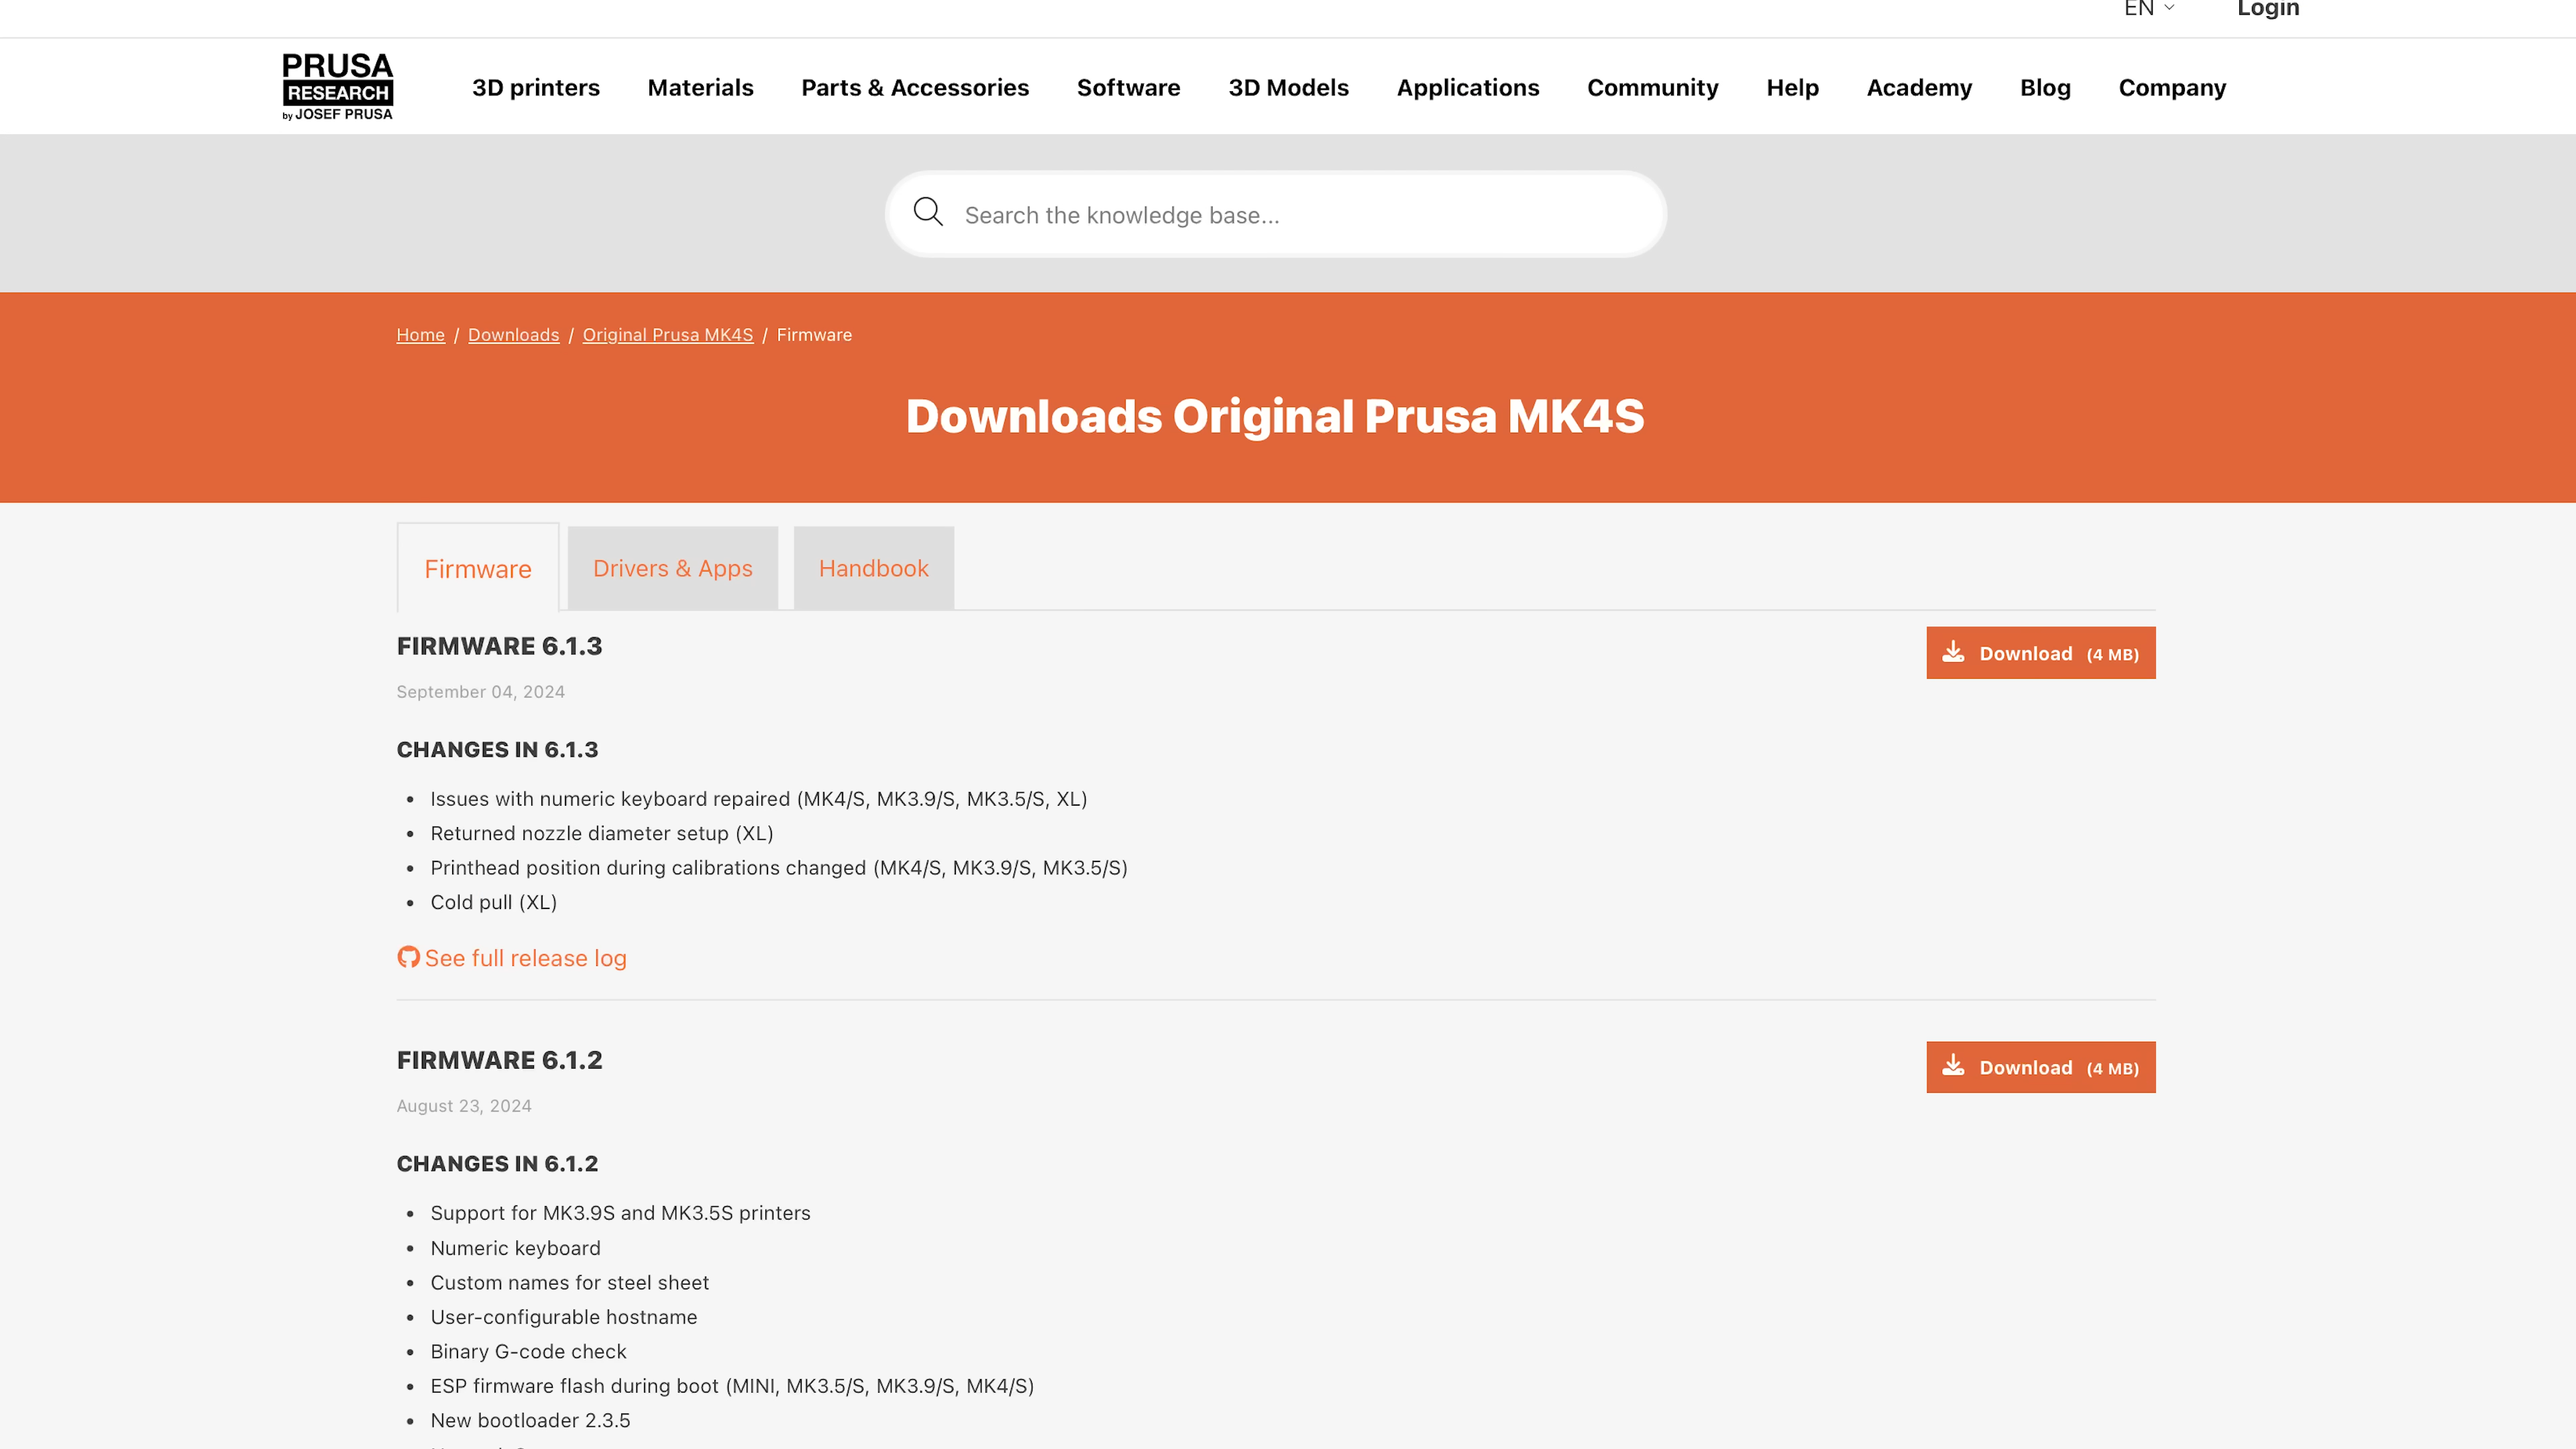 EN
Login
PRUSA
RESEARCH
by JOSEF PRUSA
3D printers
Materials
Parts & Accessories
Software
3D Models
Applications
Community
Help
Academy
Blog
Company
Search the knowledge base...
Home / Downloads / Original Prusa MK4S / Firmware
Downloads Original Prusa MK4S
Firmware
Drivers & Apps
Handbook
FIRMWARE 6.1.3
Download (4 MB)
September 04, 2024
CHANGES IN 6.1.3
• Issues with numeric keyboard repaired (MK4/S, MK3.9/S, MK3.5/S, XL)
• Returned nozzle diameter setup (XL)
• Printhead position during calibrations changed (MK4/S, MK3.9/S, MK3.5/S)
• Cold pull (XL)
See full release log
FIRMWARE 6.1.2
Download (4 MB)
August 23, 2024
CHANGES IN 6.1.2
• Support for MK3.9S and MK3.5S printers
• Numeric keyboard
• Custom names for steel sheet
• User-configurable hostname
• Binary G-code check
• ESP firmware flash during boot (MINI, MK3.5/S, MK3.9/S, MK4/S)
• New bootloader 2.3.5